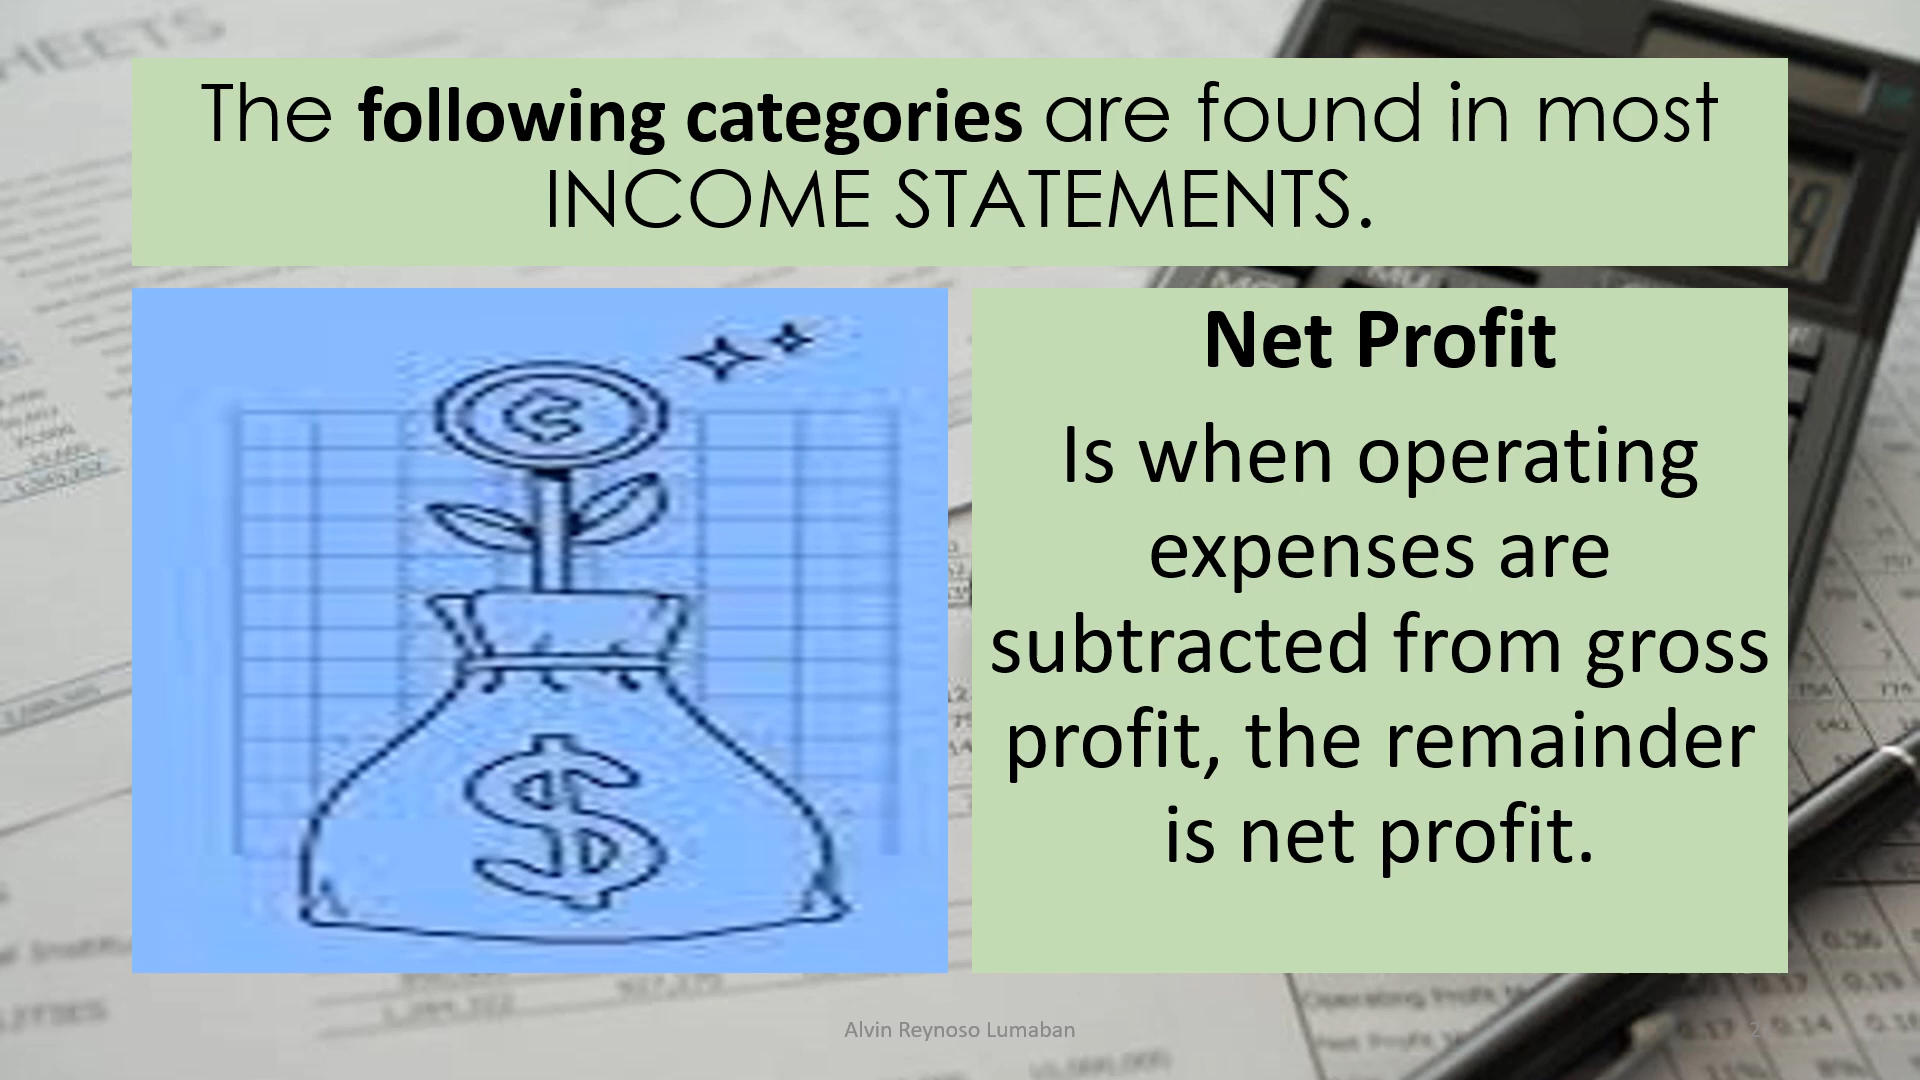 The following categories are found in most
INCOME STATEMENTS.
Net Profit
Is when operating
expenses are
subtracted from gross
profit, the remainder
is net profit.
Alvin Reynoso Lumaban
2